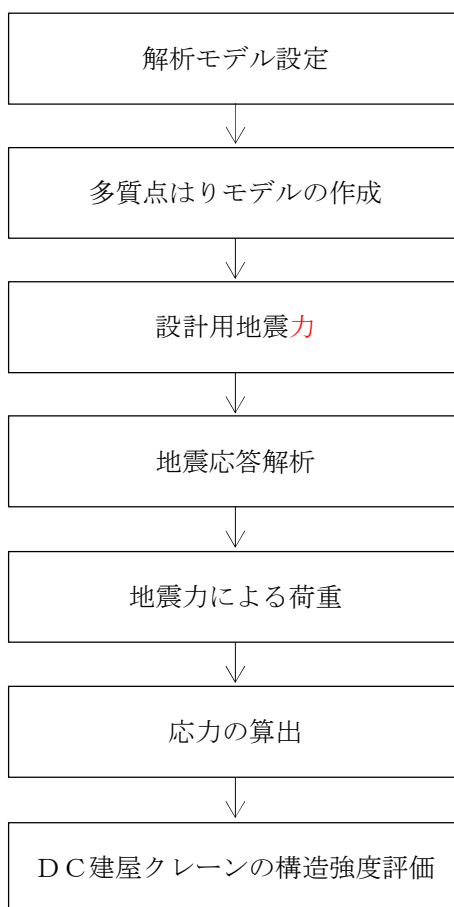 解析モデル設定
多質点はりモデルの作成
設計用地震力
地震応答解析
地震力による荷重
応力の算出
ＤＣ建屋クレーンの構造強度評価